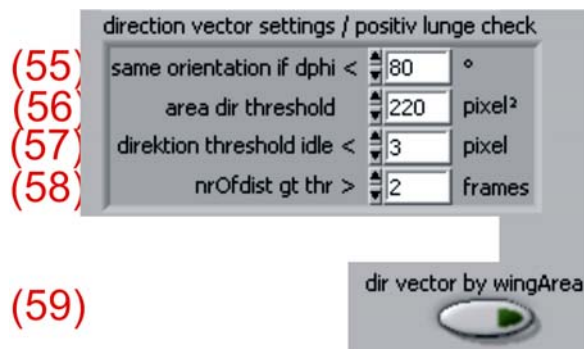 direction vector settings / positiv lunge check
(55) same orientation if dphi < 80 °
(56) area dir threshold 220 pixel²
(57) direktion threshold idle < 3 pixel
(58) nrOfdist gt thr > 2 frames
dir vector by wingArea
(59)